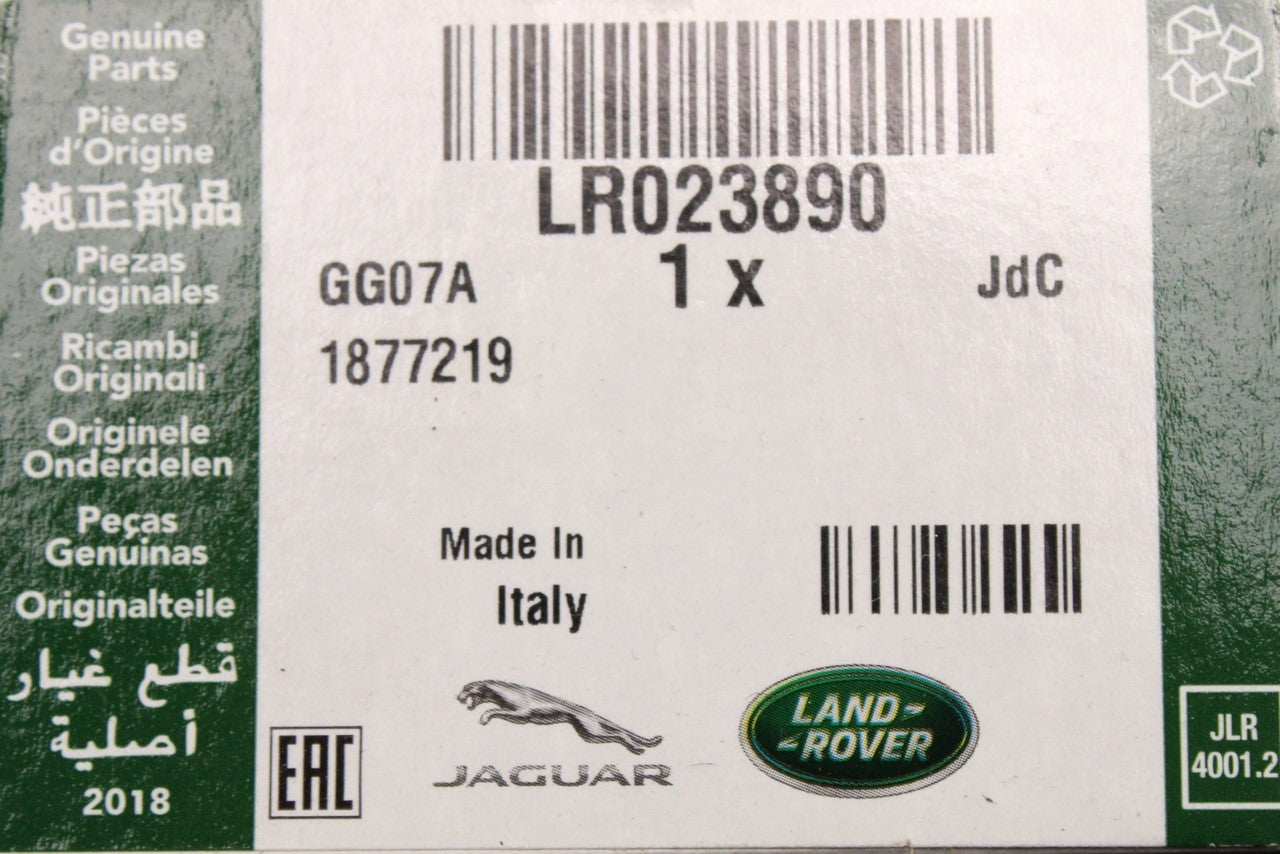 Genuine
Parts
Pièces
d'Origine
純正部品
Piezas
Originales
Ricambi
Originali
Originele
Onderdelen
Peças
Genuinas
Originalteile
قطع غيار
أصلية
2018
LR023890
1 x
GG07A
JdC
1877219
Made In
Italy
EAC
JAGUAR
LAND-
-ROVER
JLR
4001.2